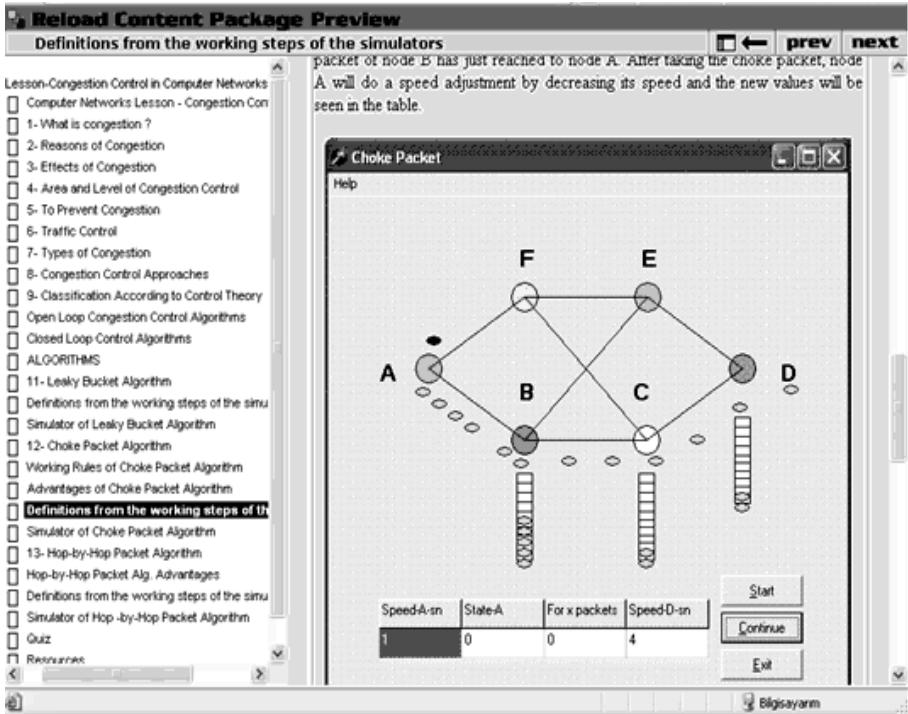 Reload Content Package Preview
Definitions from the working steps of the simulators
prev next
packet of node B has just reached to node A. After taking the choke packet, node
A will do a speed adjustment by decreasing its speed and the new values will be
seen in the table.
Lesson-Congestion Control in Computer Networks
Computer Networks Lesson - Congestion Con
1- What is congestion ?
2- Reasons of Congestion
3- Effects of Congestion
4- Area and Level of Congestion Control
5- To Prevent Congestion
6- Traffic Control
7- Types of Congestion
8- Congestion Control Approaches
9- Classification According to Control Theory
Open Loop Congestion Control Algorithms
Closed Loop Control Algorithms
ALGORITHMS
11- Leaky Bucket Algorithm
Definitions from the working steps of the simu
Simulator of Leaky Bucket Algorithm
12- Choke Packet Algorithm
Working Rules of Choke Packet Algorithm
Advantages of Choke Packet Algorithm
Definitions from the working steps of th
Simulator of Choke Packet Algorithm
13- Hop-by-Hop Packet Algorithm
Hop-by-Hop Packet Alg. Advantages
Definitions from the working steps of the simu
Simulator of Hop -by-Hop Packet Algorithm
Quiz
Resources
Choke Packet
Help
F E
A B C D
Speed-A-sn State-A For x packets Speed-D-sn
1 0 0 4
Start
Continue
Exit
Bilgisayarım